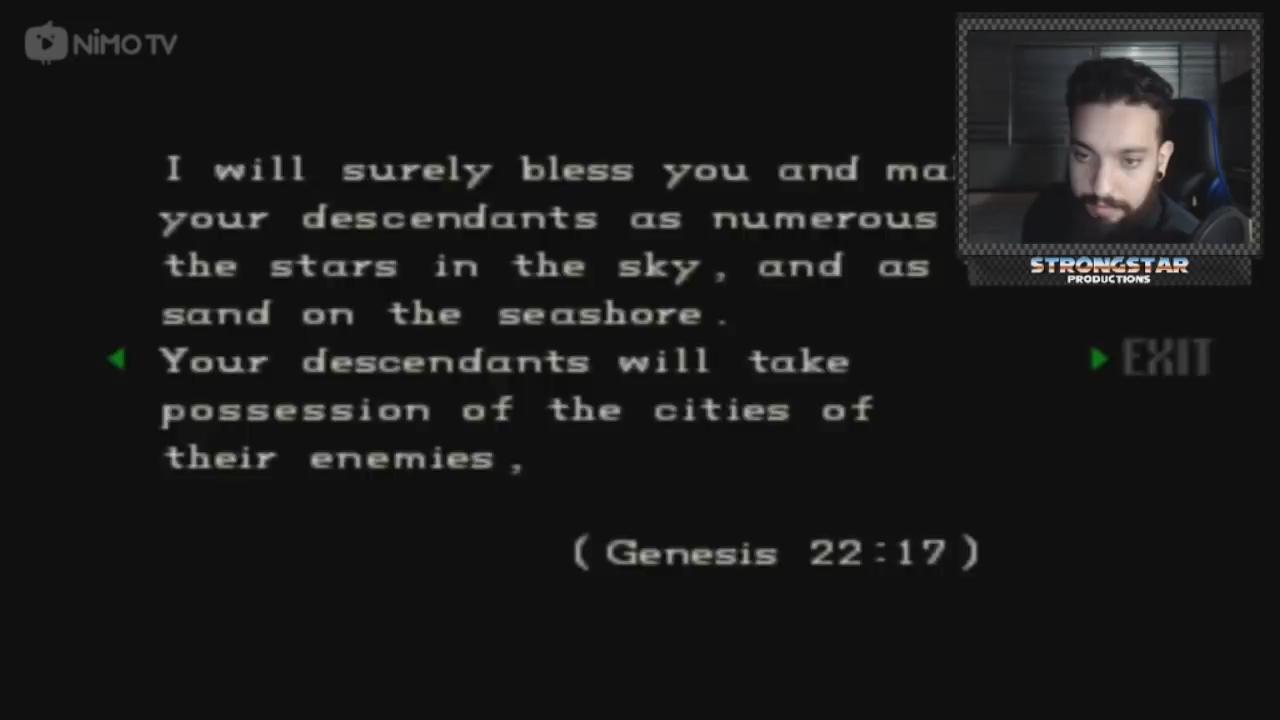 NIMO TV
I will surely bless you and ma
your descendants as numerous
the stars in the sky, and as
sand on the seashore.
Your descendants will take
possession of the cities of
their enemies,
(Genesis 22:17)
EXIT
STRONGSTAR
PRODUCTIONS